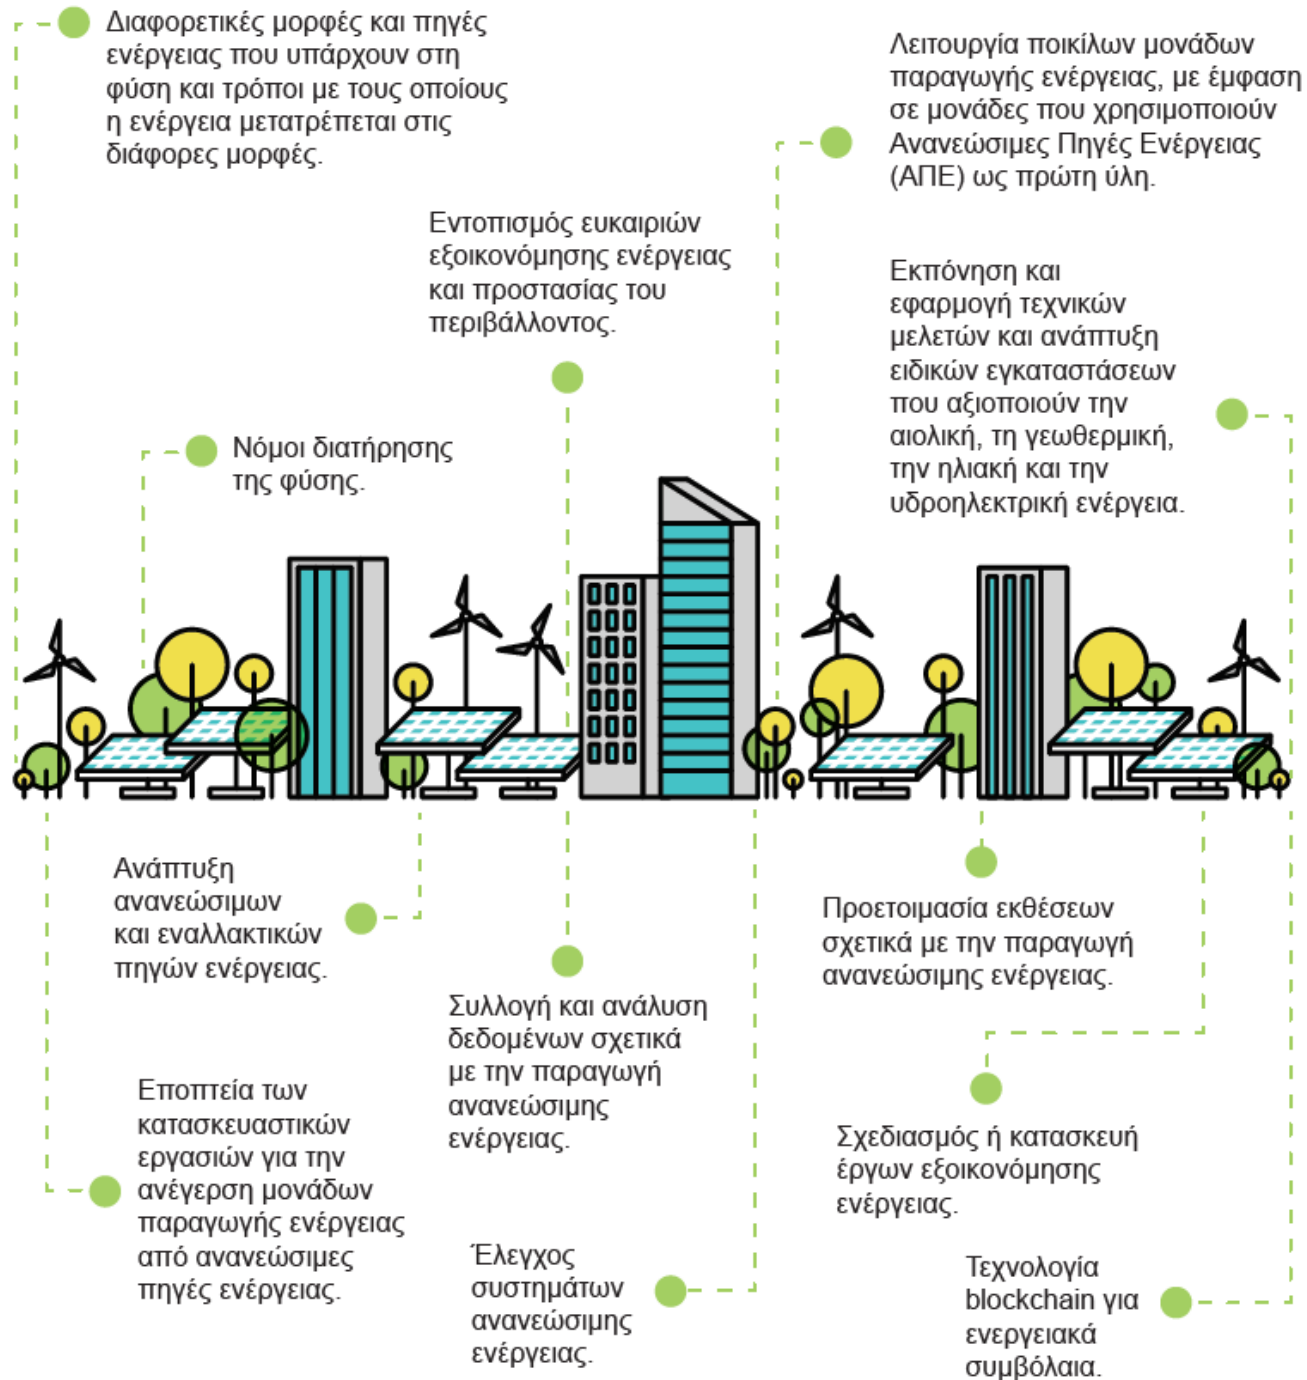 Διαφορετικές μορφές και πηγές
ενέργειας που υπάρχουν στη
φύση και τρόποι με τους οποίους
η ενέργεια μετατρέπεται στις
διάφορες μορφές.
Λειτουργία ποικίλων μονάδων
παραγωγής ενέργειας, με έμφαση
σε μονάδες που χρησιμοποιούν
Ανανεώσιμες Πηγές Ενέργειας
(ΑΠΕ) ως πρώτη ύλη.
Εντοπισμός ευκαιριών
εξοικονόμησης ενέργειας
και προστασίας του
περιβάλλοντος.
Εκπόνηση και
εφαρμογή τεχνικών
μελετών και ανάπτυξη
ειδικών εγκαταστάσεων
που αξιοποιούν την
αιολική, τη γεωθερμική,
την ηλιακή και την
υδροηλεκτρική ενέργεια.
Νόμοι διατήρησης
της φύσης.
Ανάπτυξη
ανανεώσιμων
και εναλλακτικών
πηγών ενέργειας.
Προετοιμασία εκθέσεων
σχετικά με την παραγωγή
ανανεώσιμης ενέργειας.
Συλλογή και ανάλυση
δεδομένων σχετικά
με την παραγωγή
ανανεώσιμης
ενέργειας.
Εποπτεία των
κατασκευαστικών
εργασιών για την
ανέγερση μονάδων
παραγωγής ενέργειας
από ανανεώσιμες
πηγές ενέργειας.
Σχεδιασμός ή κατασκευή
έργων εξοικονόμησης
ενέργειας.
Έλεγχος
συστημάτων
ανανεώσιμης
ενέργειας.
Τεχνολογία
blockchain για
ενεργειακά
συμβόλαια.